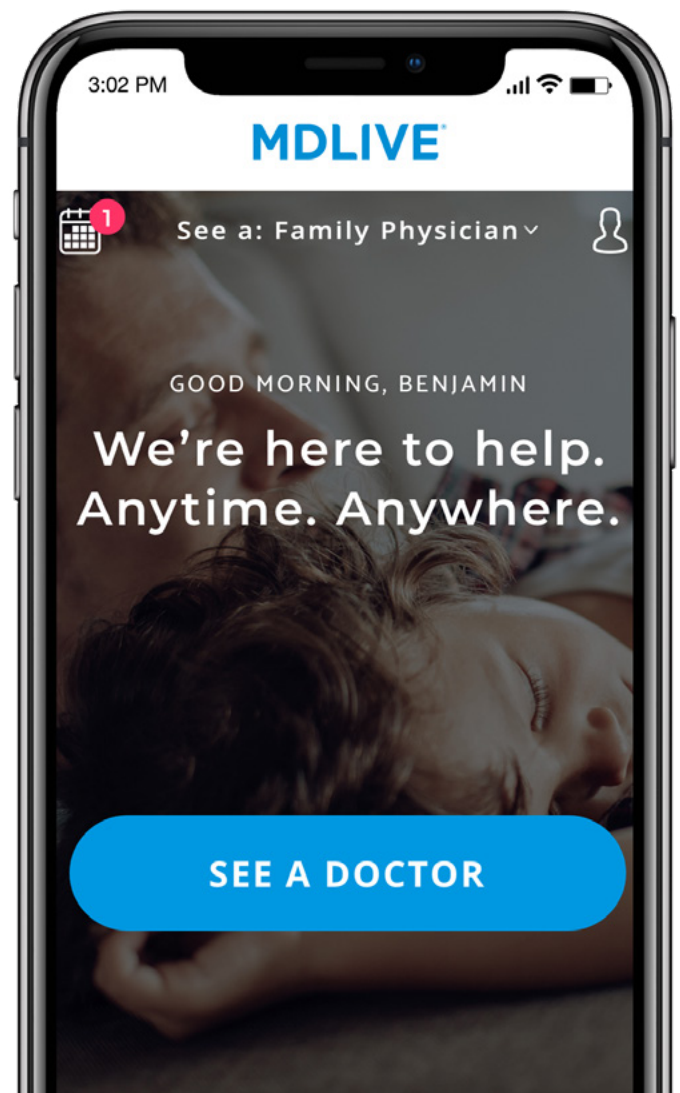 3:02 PM
MDLIVE®
1
See a: Family Physician
GOOD MORNING, BENJAMIN
We're here to help.
Anytime. Anywhere.
SEE A DOCTOR